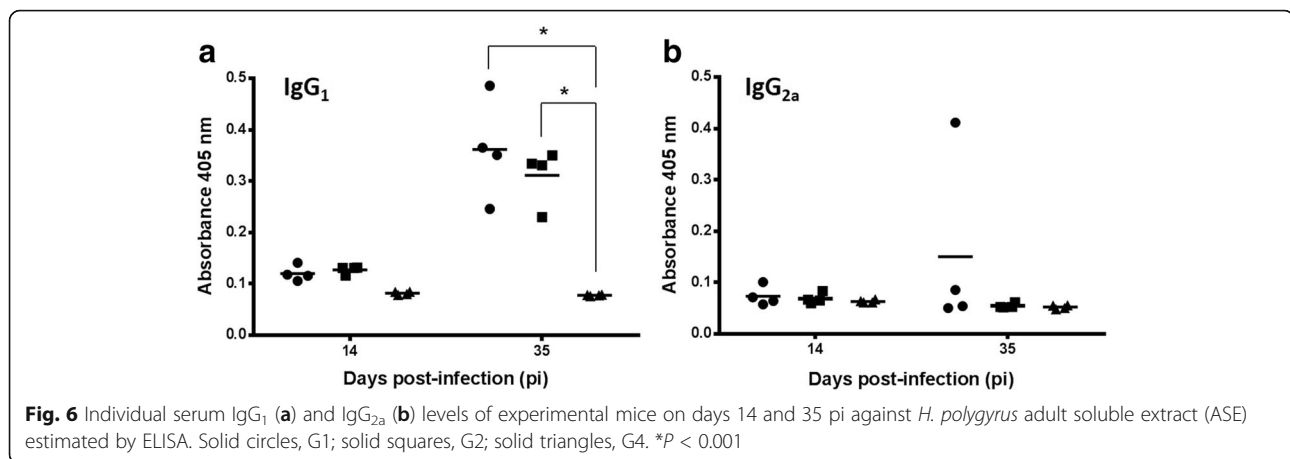 a
b
*
*
IgG₁
IgG₂ₐ
Absorbance 405 nm
0.5
0.4
0.3
0.2
0.1
0.0
14
35
Days post-infection (pi)
Absorbance 405 nm
0.5
0.4
0.3
0.2
0.1
0.0
14
35
Days post-infection (pi)
Fig. 6 Individual serum IgG₁ (a) and IgG₂ₐ (b) levels of experimental mice on days 14 and 35 pi against H. polygyrus adult soluble extract (ASE)
estimated by ELISA. Solid circles, G1; solid squares, G2; solid triangles, G4. *P < 0.001